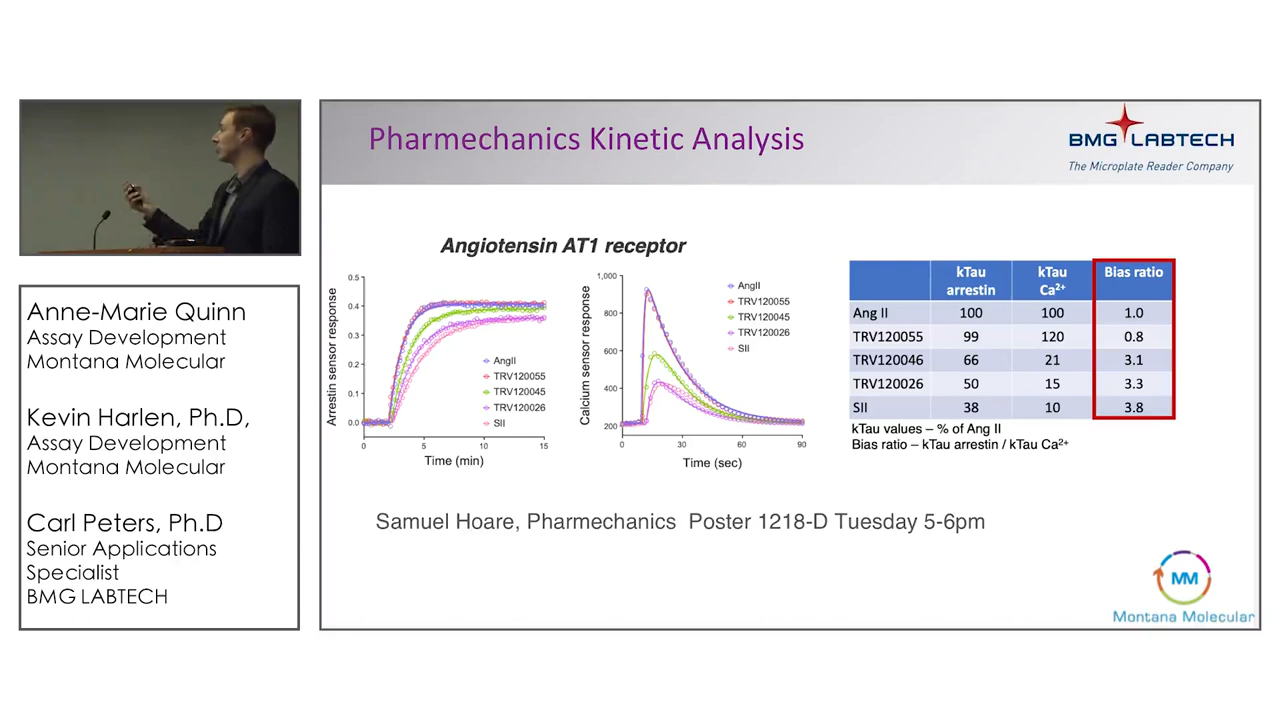 Pharmechanics Kinetic Analysis
BMG LABTECH
The Microplate Reader Company
Anne-Marie Quinn
Assay Development
Montana Molecular
Kevin Harlen, Ph.D,
Assay Development
Montana Molecular
Carl Peters, Ph.D
Senior Applications
Specialist
BMG LABTECH
Angiotensin AT1 receptor
Arrestin sensor response
0.5
0.4
0.3
0.2
0.1
0.0
0 5 10 15
Time (min)
AngII
TRV120055
TRV120045
TRV120026
SII
Calcium sensor response
1,000
800
600
400
200
0 30 60 90
Time (sec)
AngII
TRV120055
TRV120045
TRV120026
SII
kTau arrestin kTau Ca²⁺ Bias ratio
Ang II 100 100 1.0
TRV120055 99 120 0.8
TRV120046 66 21 3.1
TRV120026 50 15 3.3
SII 38 10 3.8
kTau values – % of Ang II
Bias ratio – kTau arrestin / kTau Ca²⁺
Samuel Hoare, Pharmechanics Poster 1218-D Tuesday 5-6pm
MM
Montana Molecular